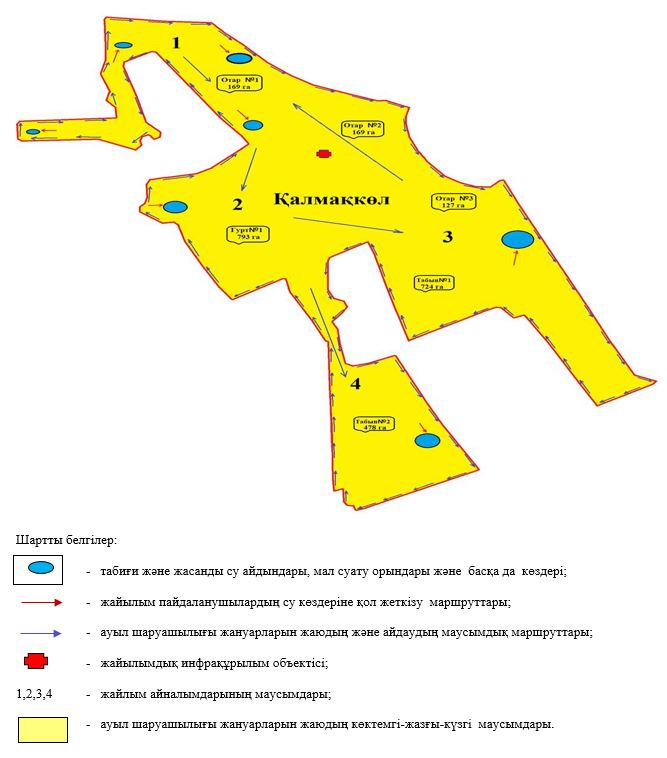 1
Отар №1
169 га
Отар №2
169 га
Отар №3
127 га
2
Қалмаққөл
3
Гурт№1
793 га
Табын№1
724 га
4
Табын№2
478 га
Шартты белгілер:
- табиғи және жасанды су айдындары, мал суату орындары және басқа да көздері;
- жайылым пайдаланушылардың су көздеріне қол жеткізу маршруттары;
- ауыл шаруашылығы жануарларын жаюдың және айдаудың маусымдық маршруттары;
- жайылымдық инфрақұрылым объектісі;
1,2,3,4 - жайлым айналымдарының маусымдары;
- ауыл шаруашылығы жануарларын жаюдың көктемгі-жазғы-күзгі маусымдары.